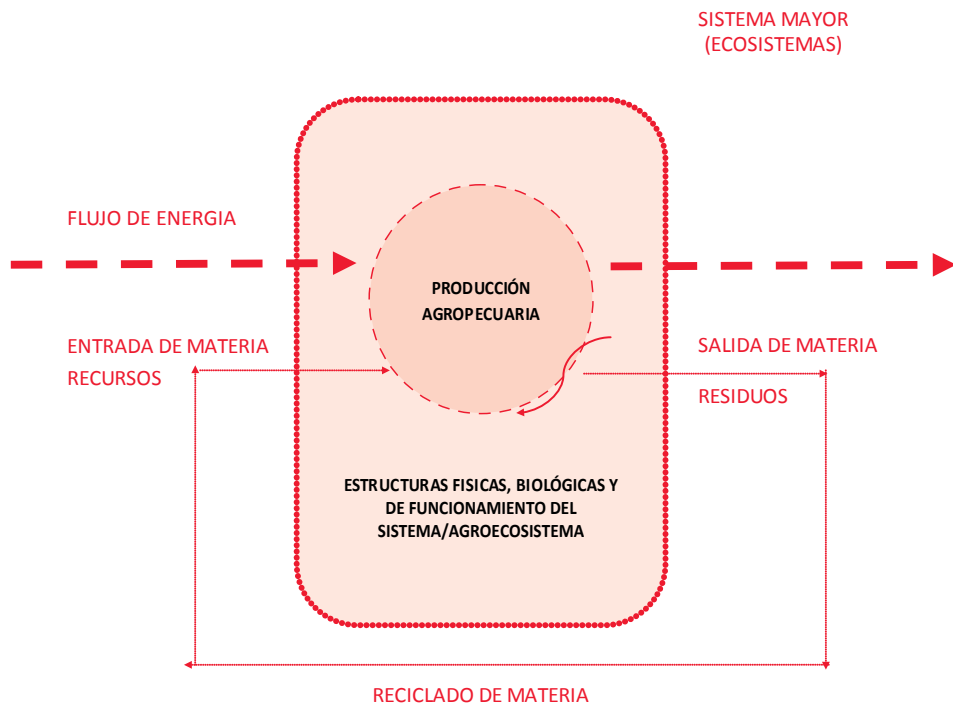 SISTEMA MAYOR
(ECOSISTEMAS)
FLUJO DE ENERGIA
PRODUCCIÓN
AGROPECUARIA
ENTRADA DE MATERIA
RECURSOS
SALIDA DE MATERIA
RESIDUOS
ESTRUCTURAS FISICAS, BIOLÓGICAS Y
DE FUNCIONAMIENTO DEL
SISTEMA/AGROECOSISTEMA
RECICLADO DE MATERIA